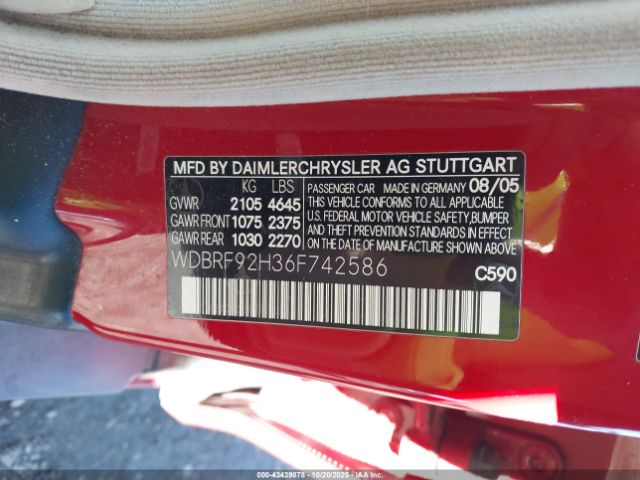 MFD BY DAIMLERCHRYSLER AG STUTTGART
KG LBS
GVWR 2105 4645
GAWR FRONT 1075 2375
GAWR REAR 1030 2270
PASSENGER CAR MADE IN GERMANY 08/05
THIS VEHICLE CONFORMS TO ALL APPLICABLE
U.S. FEDERAL MOTOR VEHICLE SAFETY, BUMPER
AND THEFT PREVENTION STANDARDS IN EFFECT
ON THE DATE OF MANUFACTURE SHOWN ABOVE
WDBRF92H36F742586
C590
000-43439878 - 10/20/2025 - IAAI.COM